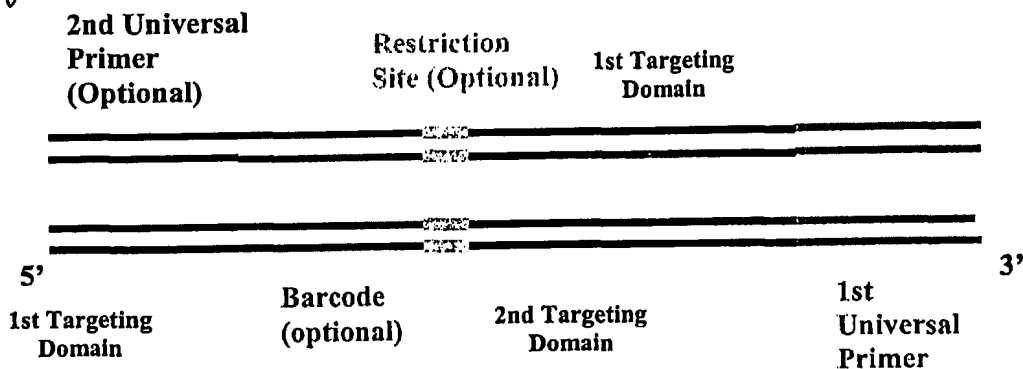 2nd Universal
Primer
(Optional)
Restriction
Site (Optional)
1st Targeting
Domain
5’
3’
1st Targeting
Domain
Barcode
(optional)
2nd Targeting
Domain
1st
Universal
Primer